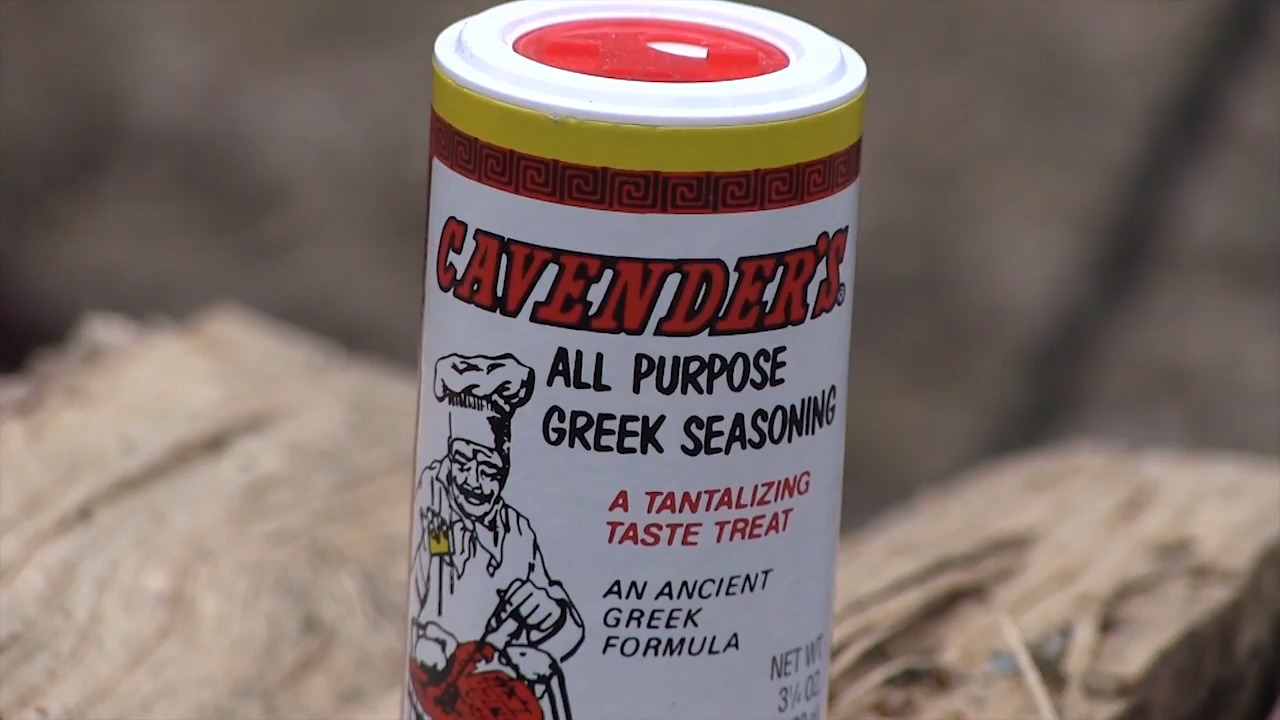 CAVENDER'S®
ALL PURPOSE
GREEK SEASONING
A TANTALIZING
TASTE TREAT
AN ANCIENT
GREEK
FORMULA
NET WT.
3¼ OZ.